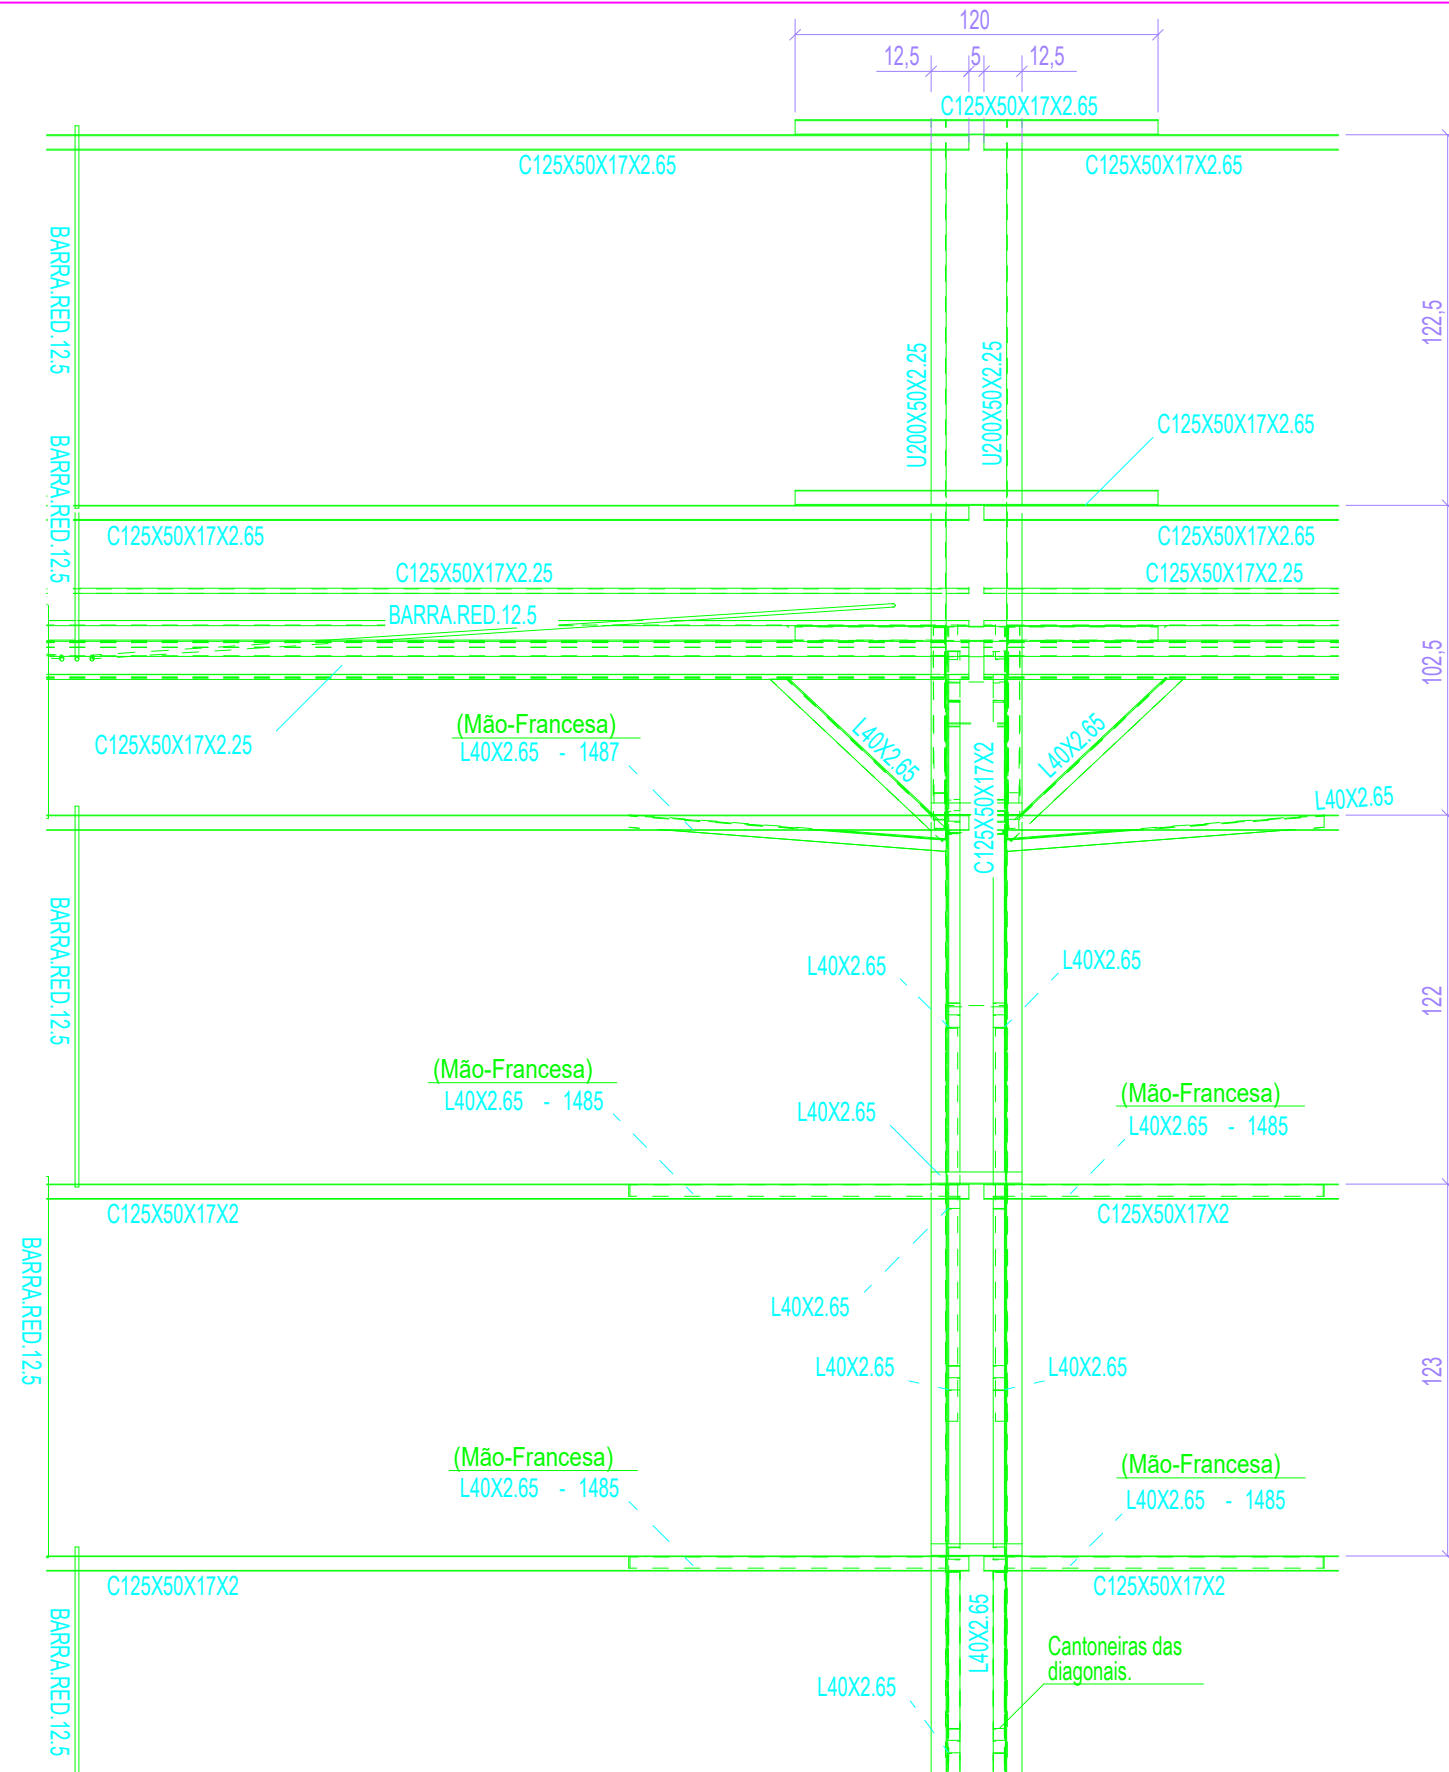 120
12,5
5
12,5
C125X50X17X2.65
C125X50X17X2.65
C125X50X17X2.65
BARRA.RED.12.5
122,5
U200X50X2.25
U200X50X2.25
C125X50X17X2.65
BARRA.RED.12.5
C125X50X17X2.65
C125X50X17X2.65
C125X50X17X2.25
C125X50X17X2.25
BARRA.RED.12.5
102,5
C125X50X17X2.25
(Mão-Francesa)
L40X2.65 - 1487
L40X2.65
L40X2.65
C125X50X17X2
L40X2.65
BARRA.RED.12.5
L40X2.65
L40X2.65
122
(Mão-Francesa)
L40X2.65 - 1485
L40X2.65
(Mão-Francesa)
L40X2.65 - 1485
C125X50X17X2
C125X50X17X2
BARRA.RED.12.5
L40X2.65
L40X2.65
L40X2.65
123
(Mão-Francesa)
L40X2.65 - 1485
(Mão-Francesa)
L40X2.65 - 1485
C125X50X17X2
C125X50X17X2
BARRA.RED.12.5
L40X2.65
Cantoneiras das
diagonais.
L40X2.65